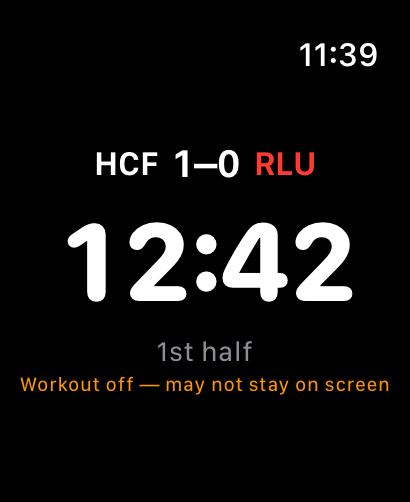 11:39
HCF 1–0 RLU
12:42
1st half
Workout off — may not stay on screen